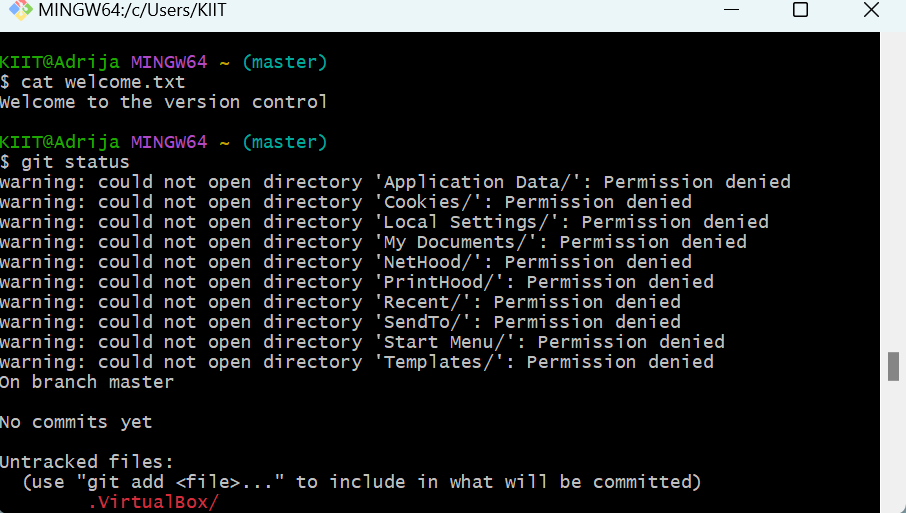 MINGW64:/c/Users/KIIT
KIIT@Adrija MINGW64 ~ (master)
$ cat welcome.txt
Welcome to the version control
KIIT@Adrija MINGW64 ~ (master)
$ git status
warning: could not open directory 'Application Data/': Permission denied
warning: could not open directory 'Cookies/': Permission denied
warning: could not open directory 'Local Settings/': Permission denied
warning: could not open directory 'My Documents/': Permission denied
warning: could not open directory 'NetHood/': Permission denied
warning: could not open directory 'PrintHood/': Permission denied
warning: could not open directory 'Recent/': Permission denied
warning: could not open directory 'SendTo/': Permission denied
warning: could not open directory 'Start Menu/': Permission denied
warning: could not open directory 'Templates/': Permission denied
On branch master
No commits yet
Untracked files:
  (use "git add <file>..." to include in what will be committed)
        .VirtualBox/